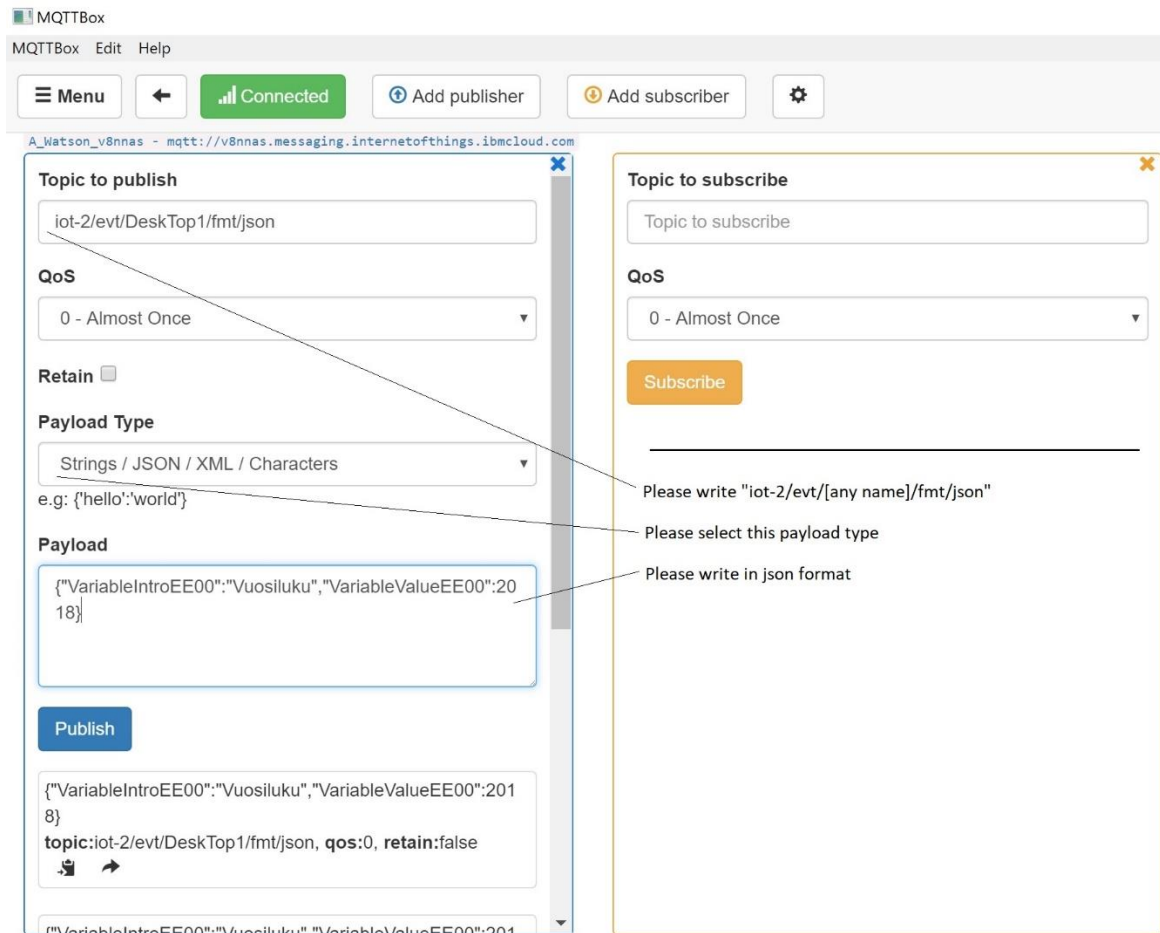 MQTTBox
MQTTBox Edit Help
Menu
Connected
Add publisher
Add subscriber
A_Watson_v8nnas - mqtt://v8nnas.messaging.internetofthings.ibmcloud.com
Topic to publish
iot-2/evt/DeskTop1/fmt/json
QoS
0 - Almost Once
Retain
Payload Type
Strings / JSON / XML / Characters
e.g: {'hello':'world'}
Payload
{"VariableIntroEE00":"Vuosiluku","VariableValueEE00":20
18}
Publish
{"VariableIntroEE00":"Vuosiluku","VariableValueEE00":201
8}
topic:iot-2/evt/DeskTop1/fmt/json, qos:0, retain:false
{"VariableIntroEE00":"Vuosiluku","VariableValueEE00":201
Topic to subscribe
Topic to subscribe
QoS
0 - Almost Once
Subscribe
Please write "iot-2/evt/[any name]/fmt/json"
Please select this payload type
Please write in json format